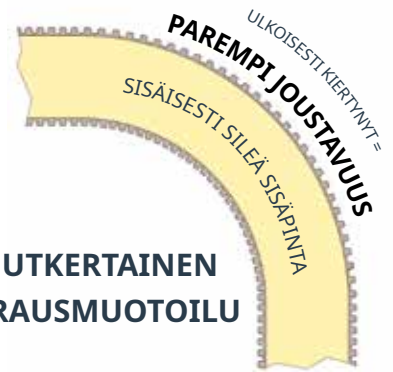 ULKOISESTI KIERTYNYT =
PAREMPI JOUSTAVUUS
SISÄISESTI SILEÄ SISÄPINTA
UTKERTAINEN
RAUSMUOTOILU